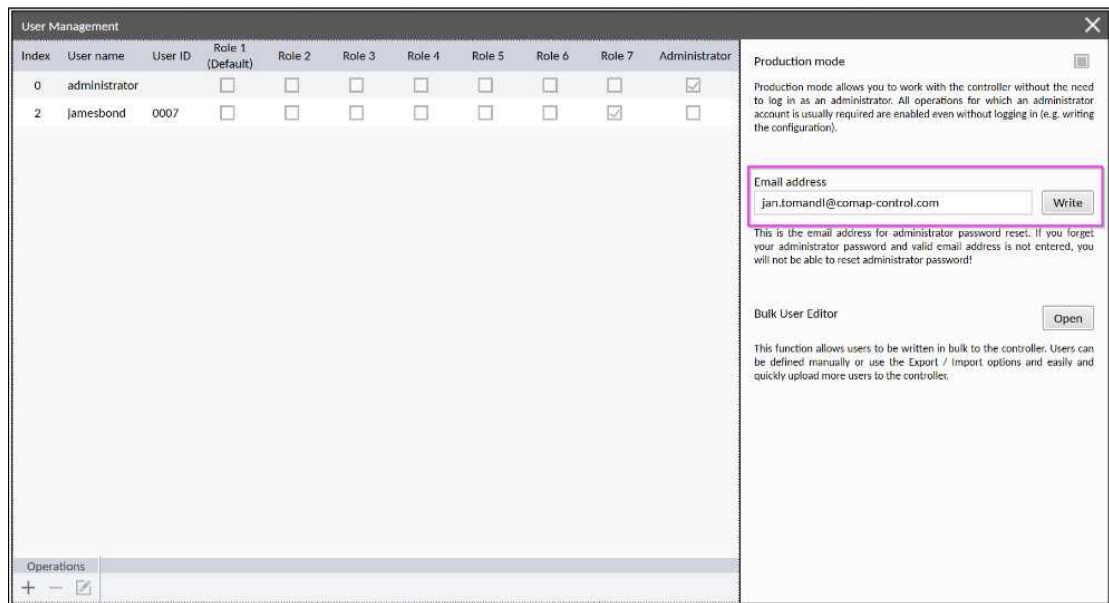 User Management
Index User name User ID Role 1 (Default) Role 2 Role 3 Role 4 Role 5 Role 6 Role 7 Administrator
0 administrator
2 jamesbond 0007
Operations
Production mode
Production mode allows you to work with the controller without the need
to log in as an administrator. All operations for which an administrator
account is usually required are enabled even without logging in (e.g. writing
the configuration).
Email address
jan.tomandl@comap-control.com Write
This is the email address for administrator password reset. If you forget
your administrator password and valid email address is not entered, you
will not be able to reset administrator password!
Bulk User Editor Open
This function allows users to be written in bulk to the controller. Users can
be defined manually or use the Export / Import options and easily and
quickly upload more users to the controller.